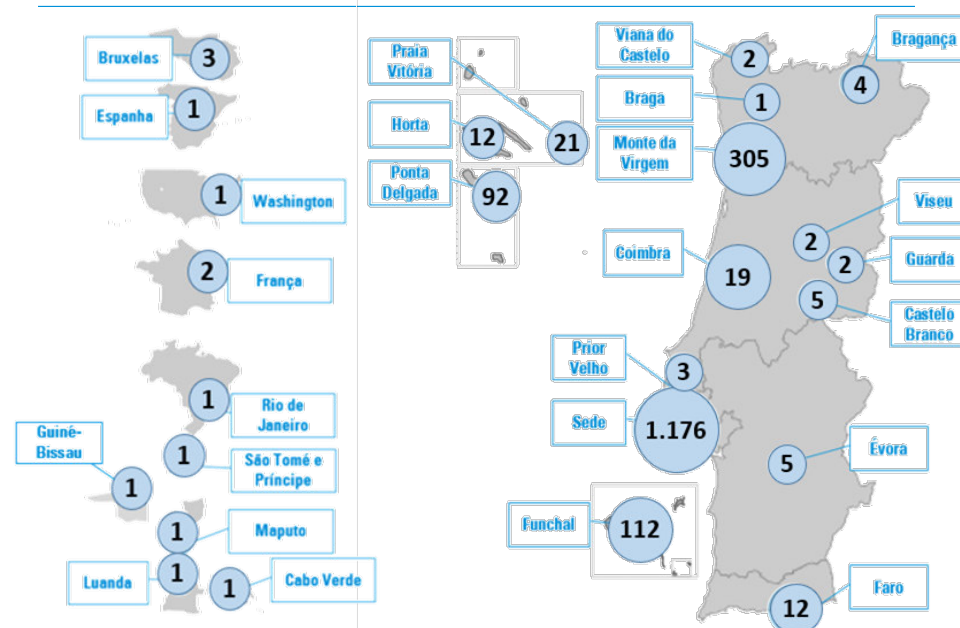 Bruxelas
3
Espanha
1
1
Washington
2
França
1
Rio de
Janeiro
Guiné-
Bissau
1
1
São Tomé e
Príncipe
1
Maputo
Luanda
1
1
Cabo Verde
Praia
Vitória
Horta
12
21
Ponta
Delgada
92
Viana do
Castelo
2
Bragança
4
Braga
1
Monte da
Virgem
305
Viseu
2
Guarda
2
Coimbra
19
5
Castelo
Branco
Prior
Velho
3
Sede
1.176
Évora
5
Funchal
112
Faro
12